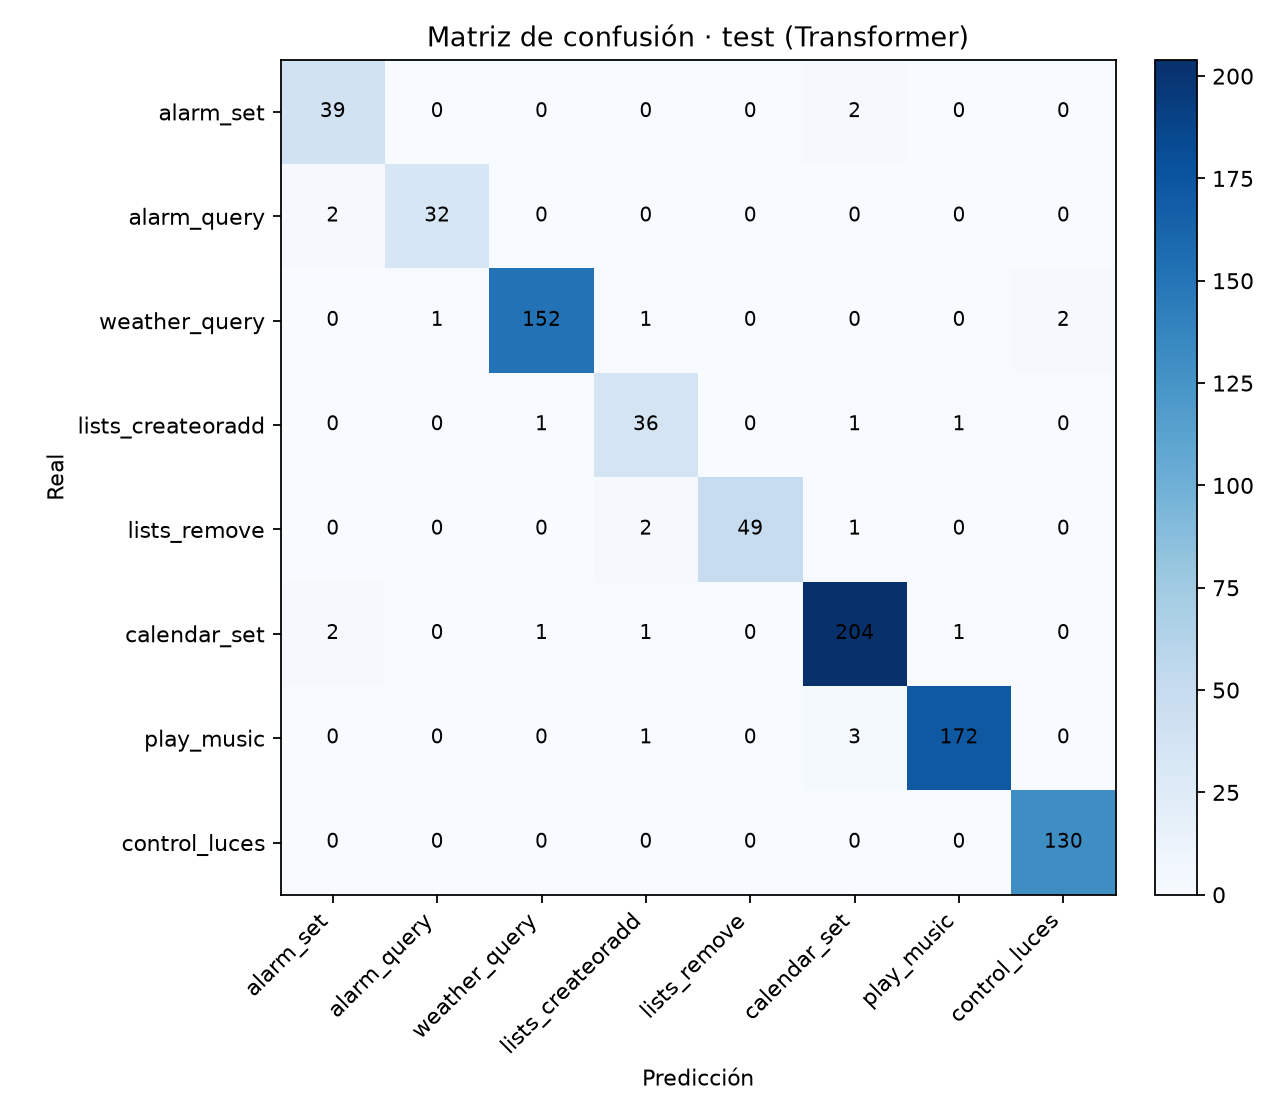 Matriz de confusión · test (Transformer)
alarm_set 39 0 0 0 0 2 0 0
alarm_query 2 32 0 0 0 0 0 0
weather_query 0 1 152 1 0 0 0 2
lists_createoradd 0 0 1 36 0 1 1 0
lists_remove 0 0 0 2 49 1 0 0
calendar_set 2 0 1 1 0 204 1 0
play_music 0 0 0 1 0 3 172 0
control_luces 0 0 0 0 0 0 0 130
Real
alarm_set alarm_query weather_query lists_createoradd lists_remove calendar_set play_music control_luces
Predicción
200
175
150
125
100
75
50
25
0